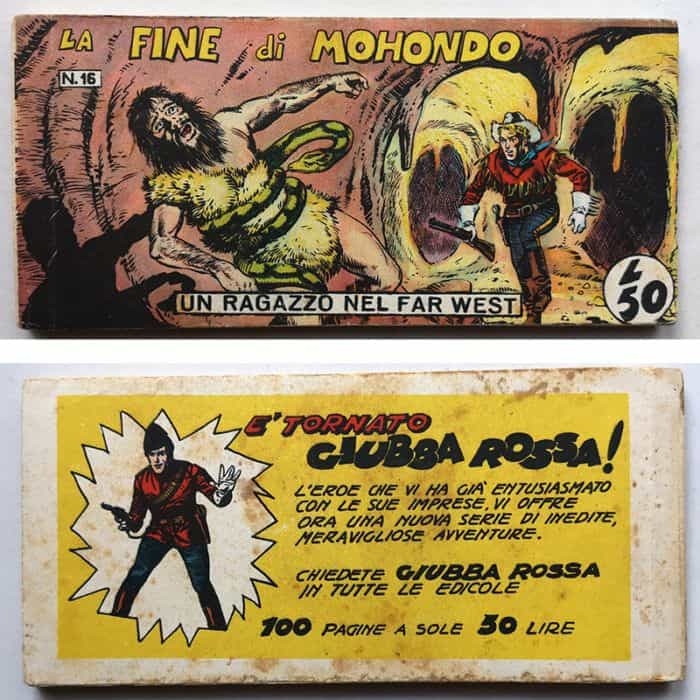 LA FINE di MOHONDO
N.16
UN RAGAZZO NEL FAR WEST
L 50
E' TORNATO
GIUBBA ROSSA!
L'EROE CHE VI HA GIÀ ENTUSIASMATO
CON LE SUE IMPRESE, VI OFFRE
ORA UNA NUOVA SERIE DI INEDITE,
MERAVIGLIOSE AVVENTURE.
CHIEDETE GIUBBA ROSSA
IN TUTTE LE EDICOLE
100 PAGINE A SOLE 50 LIRE